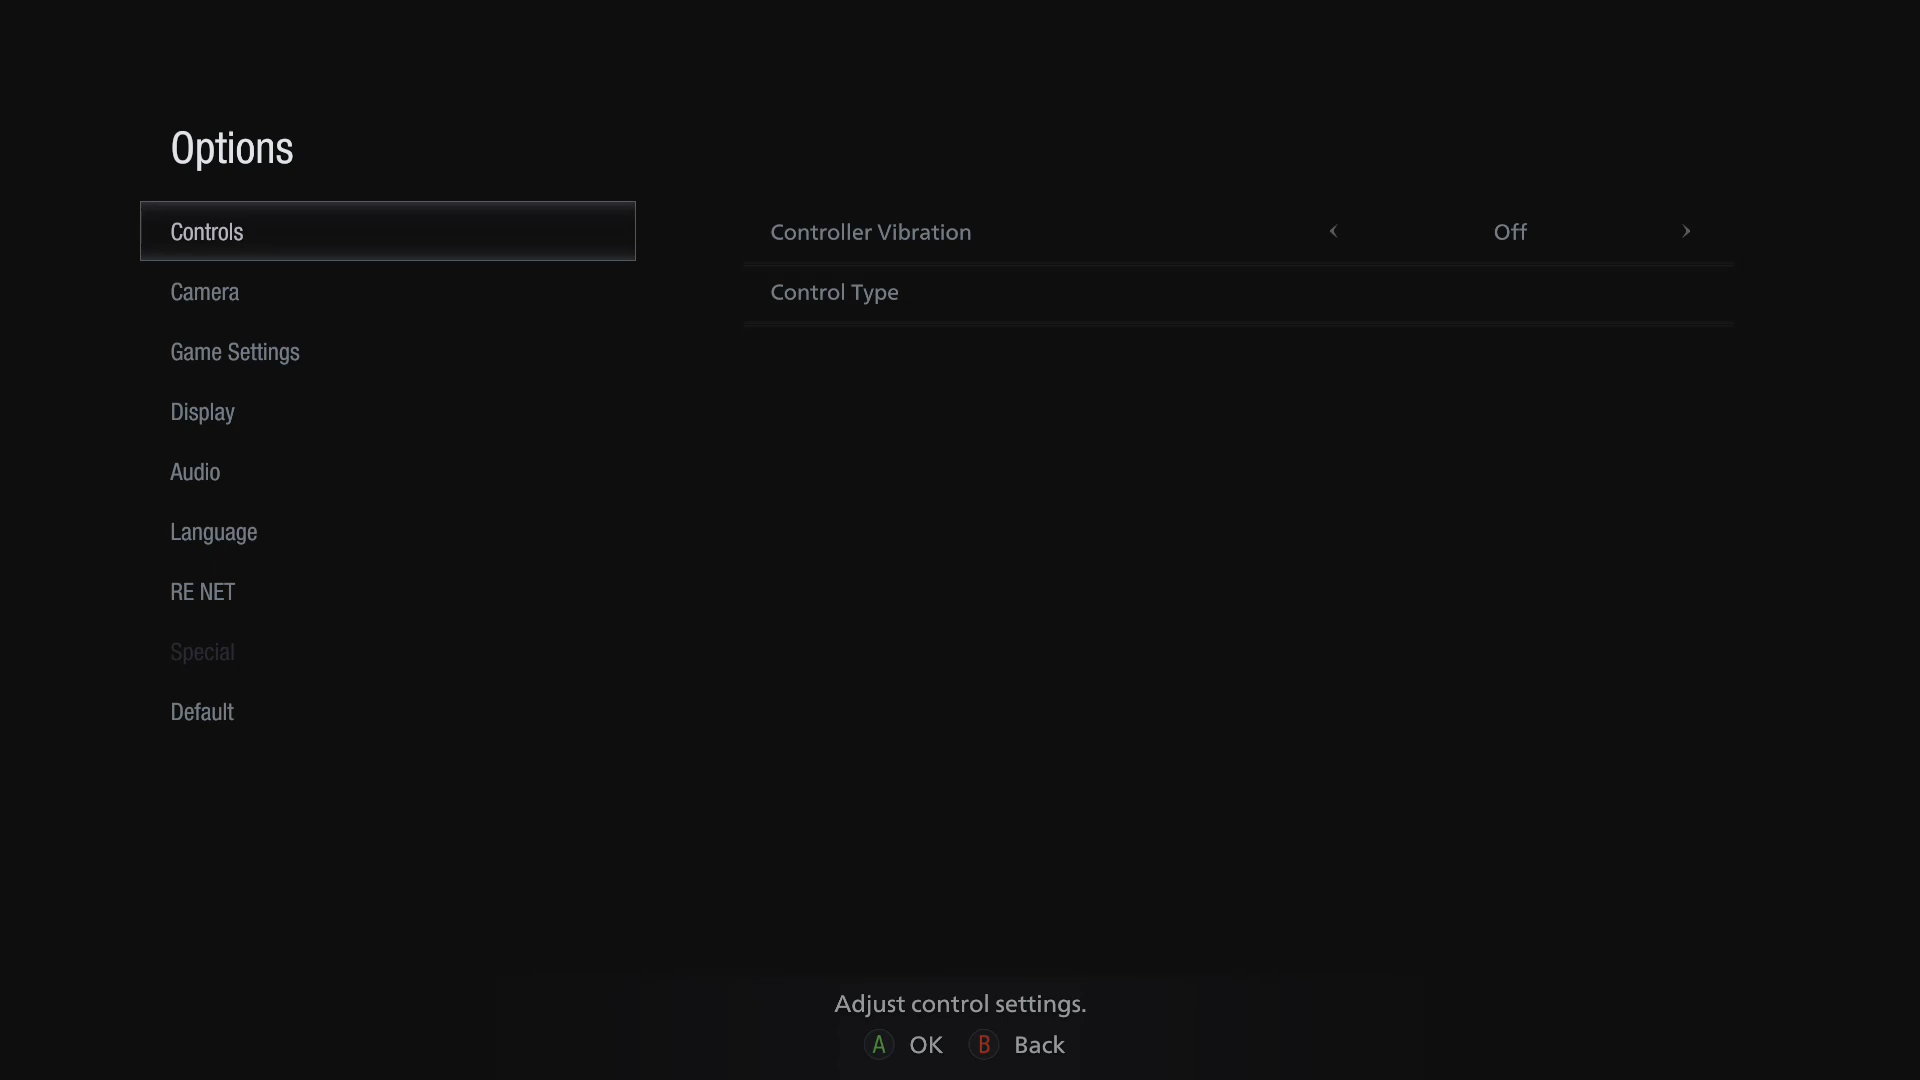 Options
Controls
Controller Vibration
Off
Camera
Control Type
Game Settings
Display
Audio
Language
RE NET
Special
Default
Adjust control settings.
A OK B Back